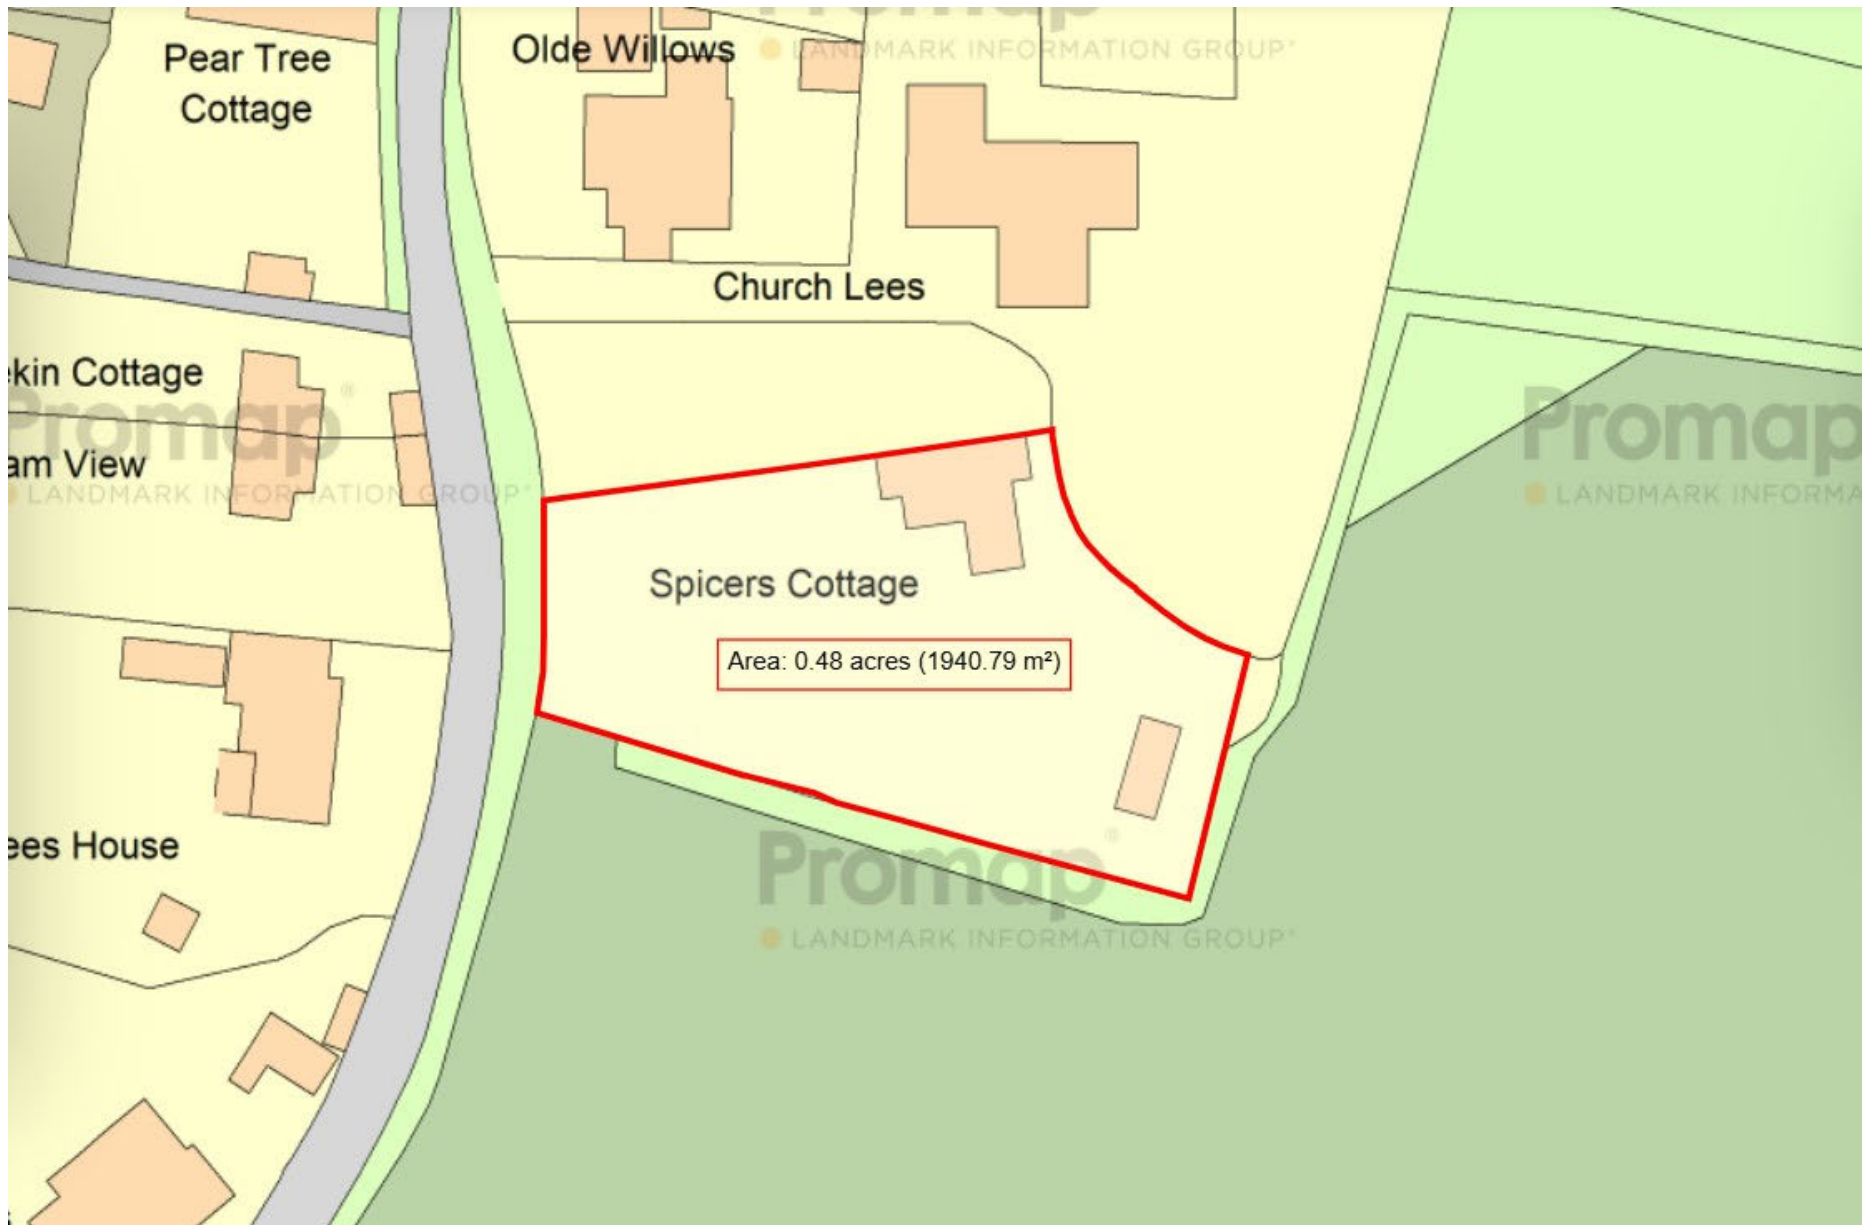 Promap
LANDMARK INFORMATION GROUP
Pear Tree
Cottage
Olde Willows
Church Lees
kin Cottage
Promap
am View
LANDMARK INFORMATION GROUP
Promap
LANDMARK INFORMA
Spicers Cottage
Area: 0.48 acres (1940.79 m²)
ees House
Promap
LANDMARK INFORMATION GROUP